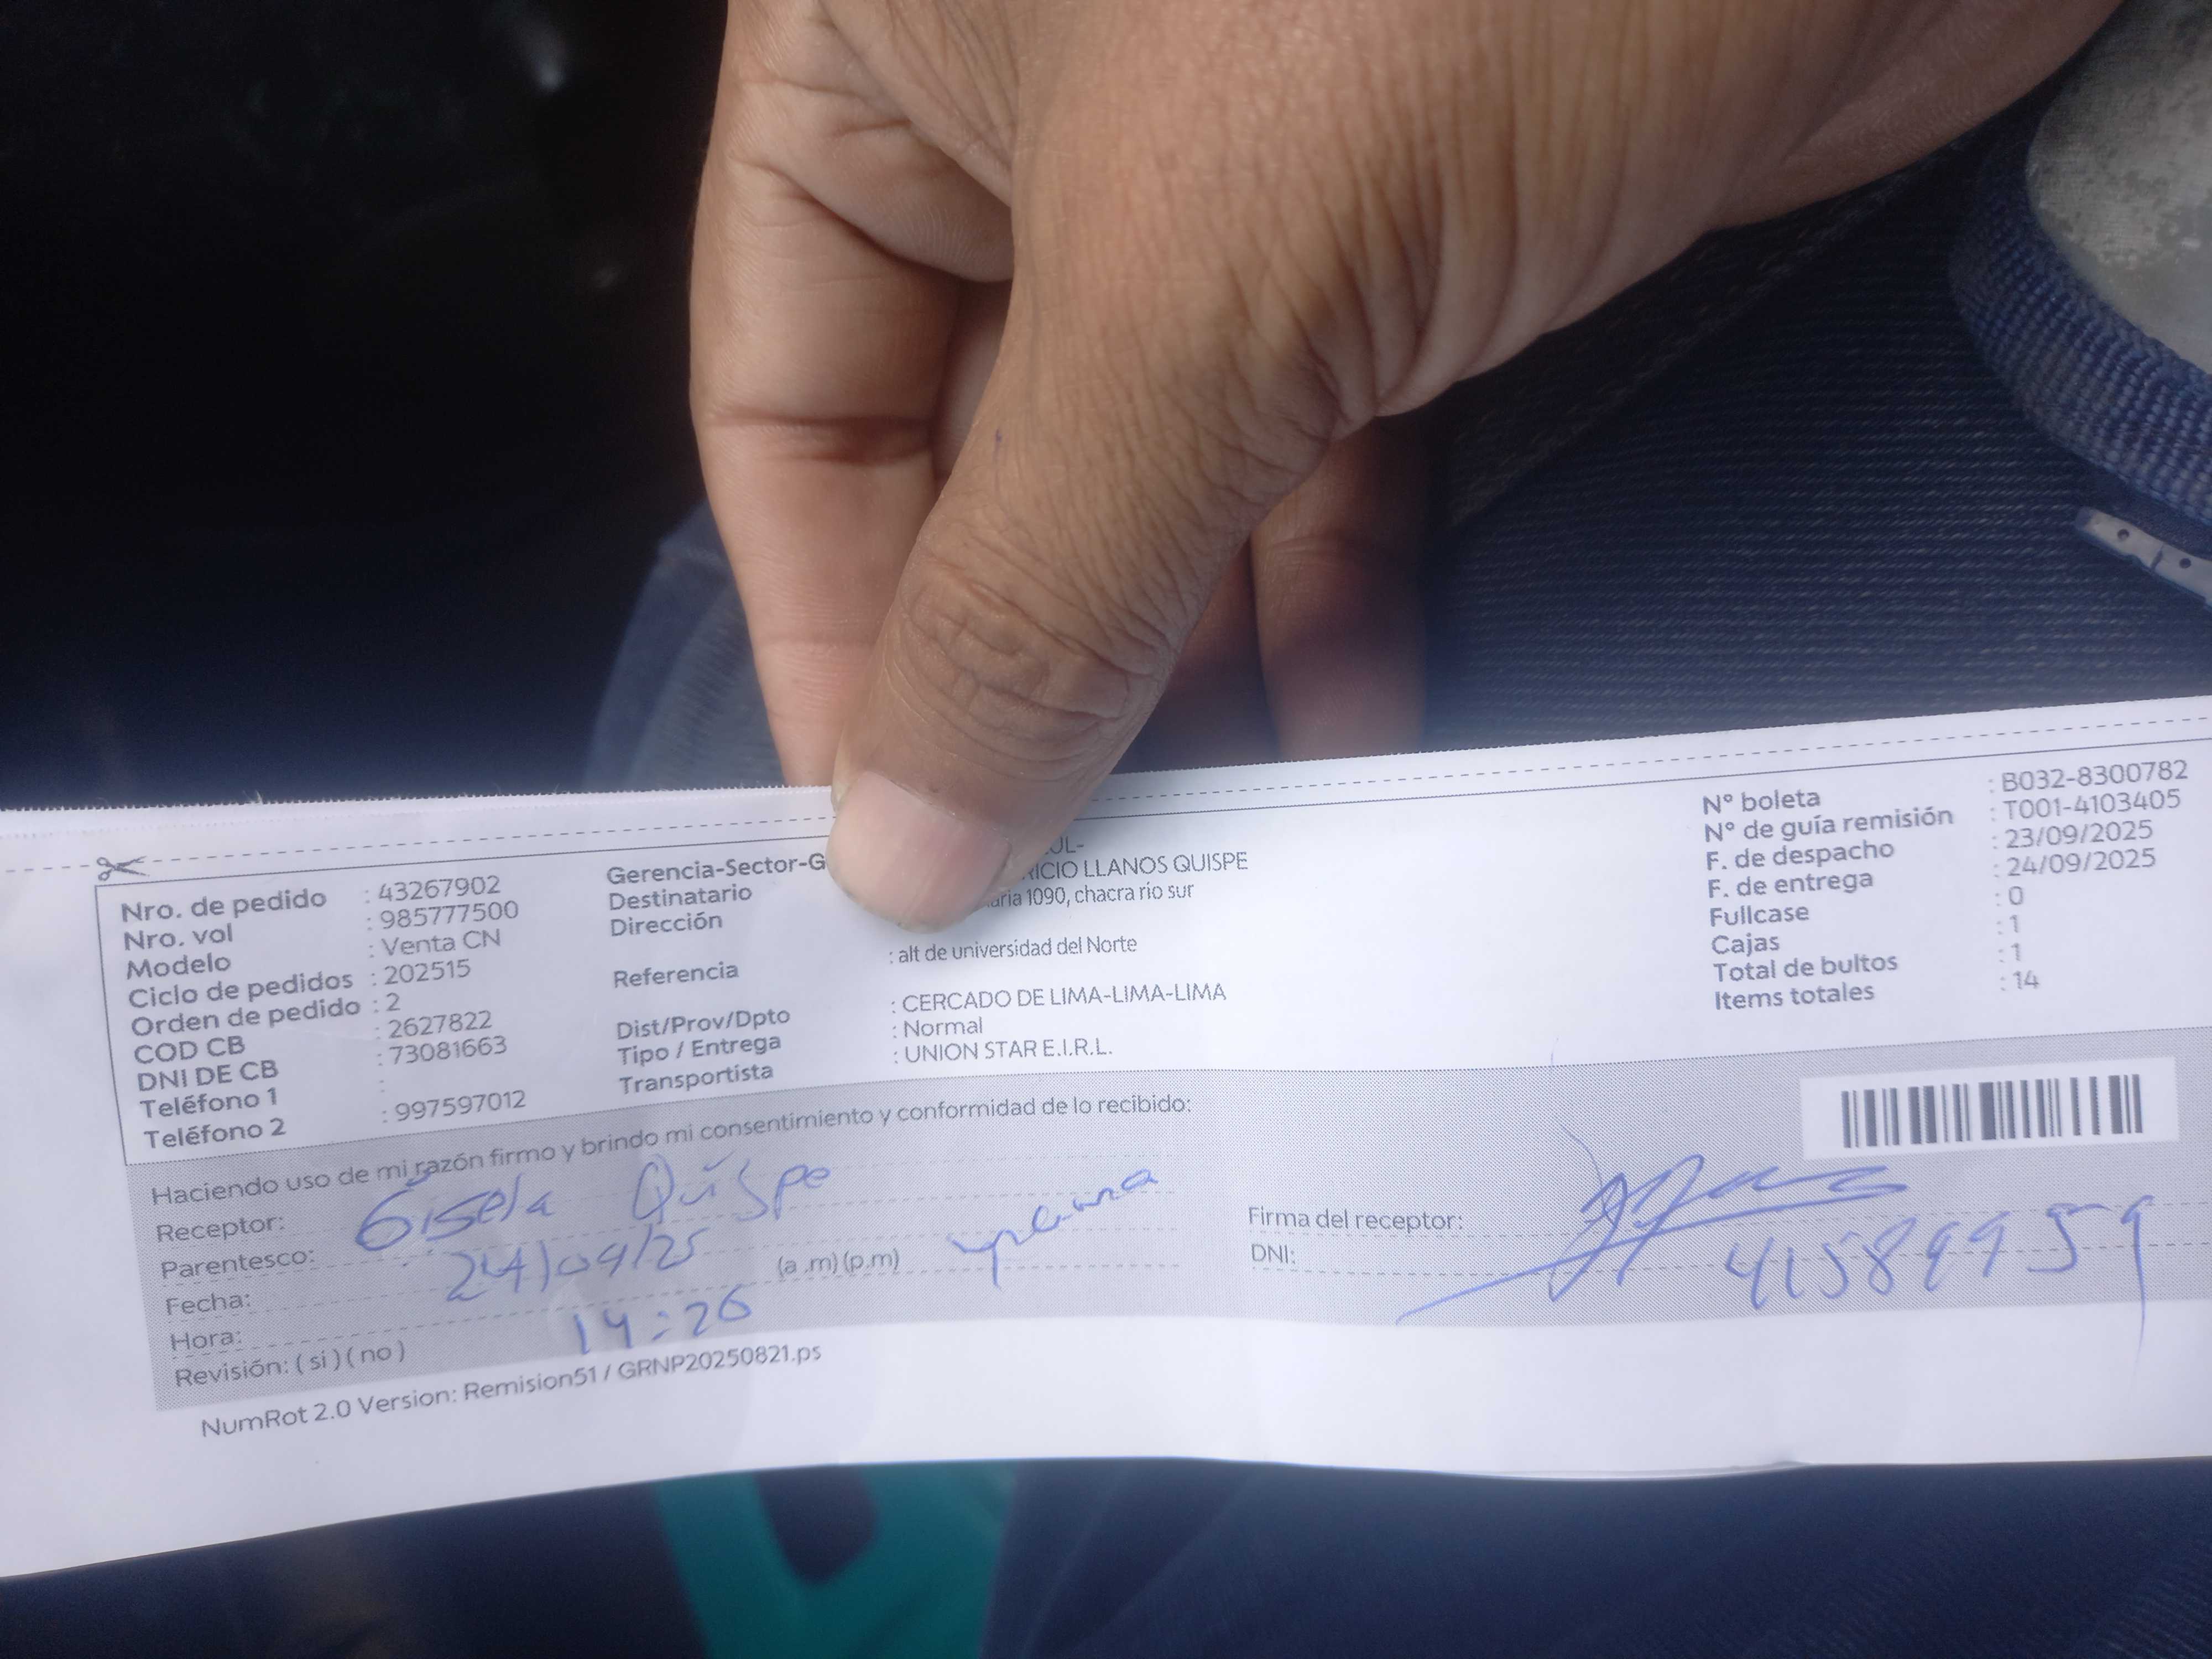 Nro. de pedido : 43267902
Nro. vol : 985777500
Modelo : Venta CN
Ciclo de pedidos : 202515
Orden de pedido : 2
COD CB : 2627822
DNI DE CB : 73081663
Teléfono 1 :
Teléfono 2 : 997597012
Gerencia-Sector-G
Destinatario RICIO LLANOS QUISPE
Dirección aria 1090, chacra río sur
Referencia : alt de universidad del Norte
Dist/Prov/Dpto : CERCADO DE LIMA-LIMA-LIMA
Tipo / Entrega : Normal
Transportista : UNION STAR E.I.R.L.
N° boleta : B032-8300782
N° de guía remisión : T001-4103405
F. de despacho : 23/09/2025
F. de entrega : 24/09/2025
Fullcase : 0
Cajas : 1
Total de bultos : 1
Items totales : 14
Haciendo uso de mi razón firmo y brindo mi consentimiento y conformidad de lo recibido:
Receptor: Gisela Quispe
Parentesco:
Fecha: 24/09/25
Hora: 14:26 (a.m) (p.m)
Revisión: ( si ) ( no )
Firma del receptor:
DNI: 41589959
NumRot 2.0 Version: Remision51 / GRNP20250821.ps